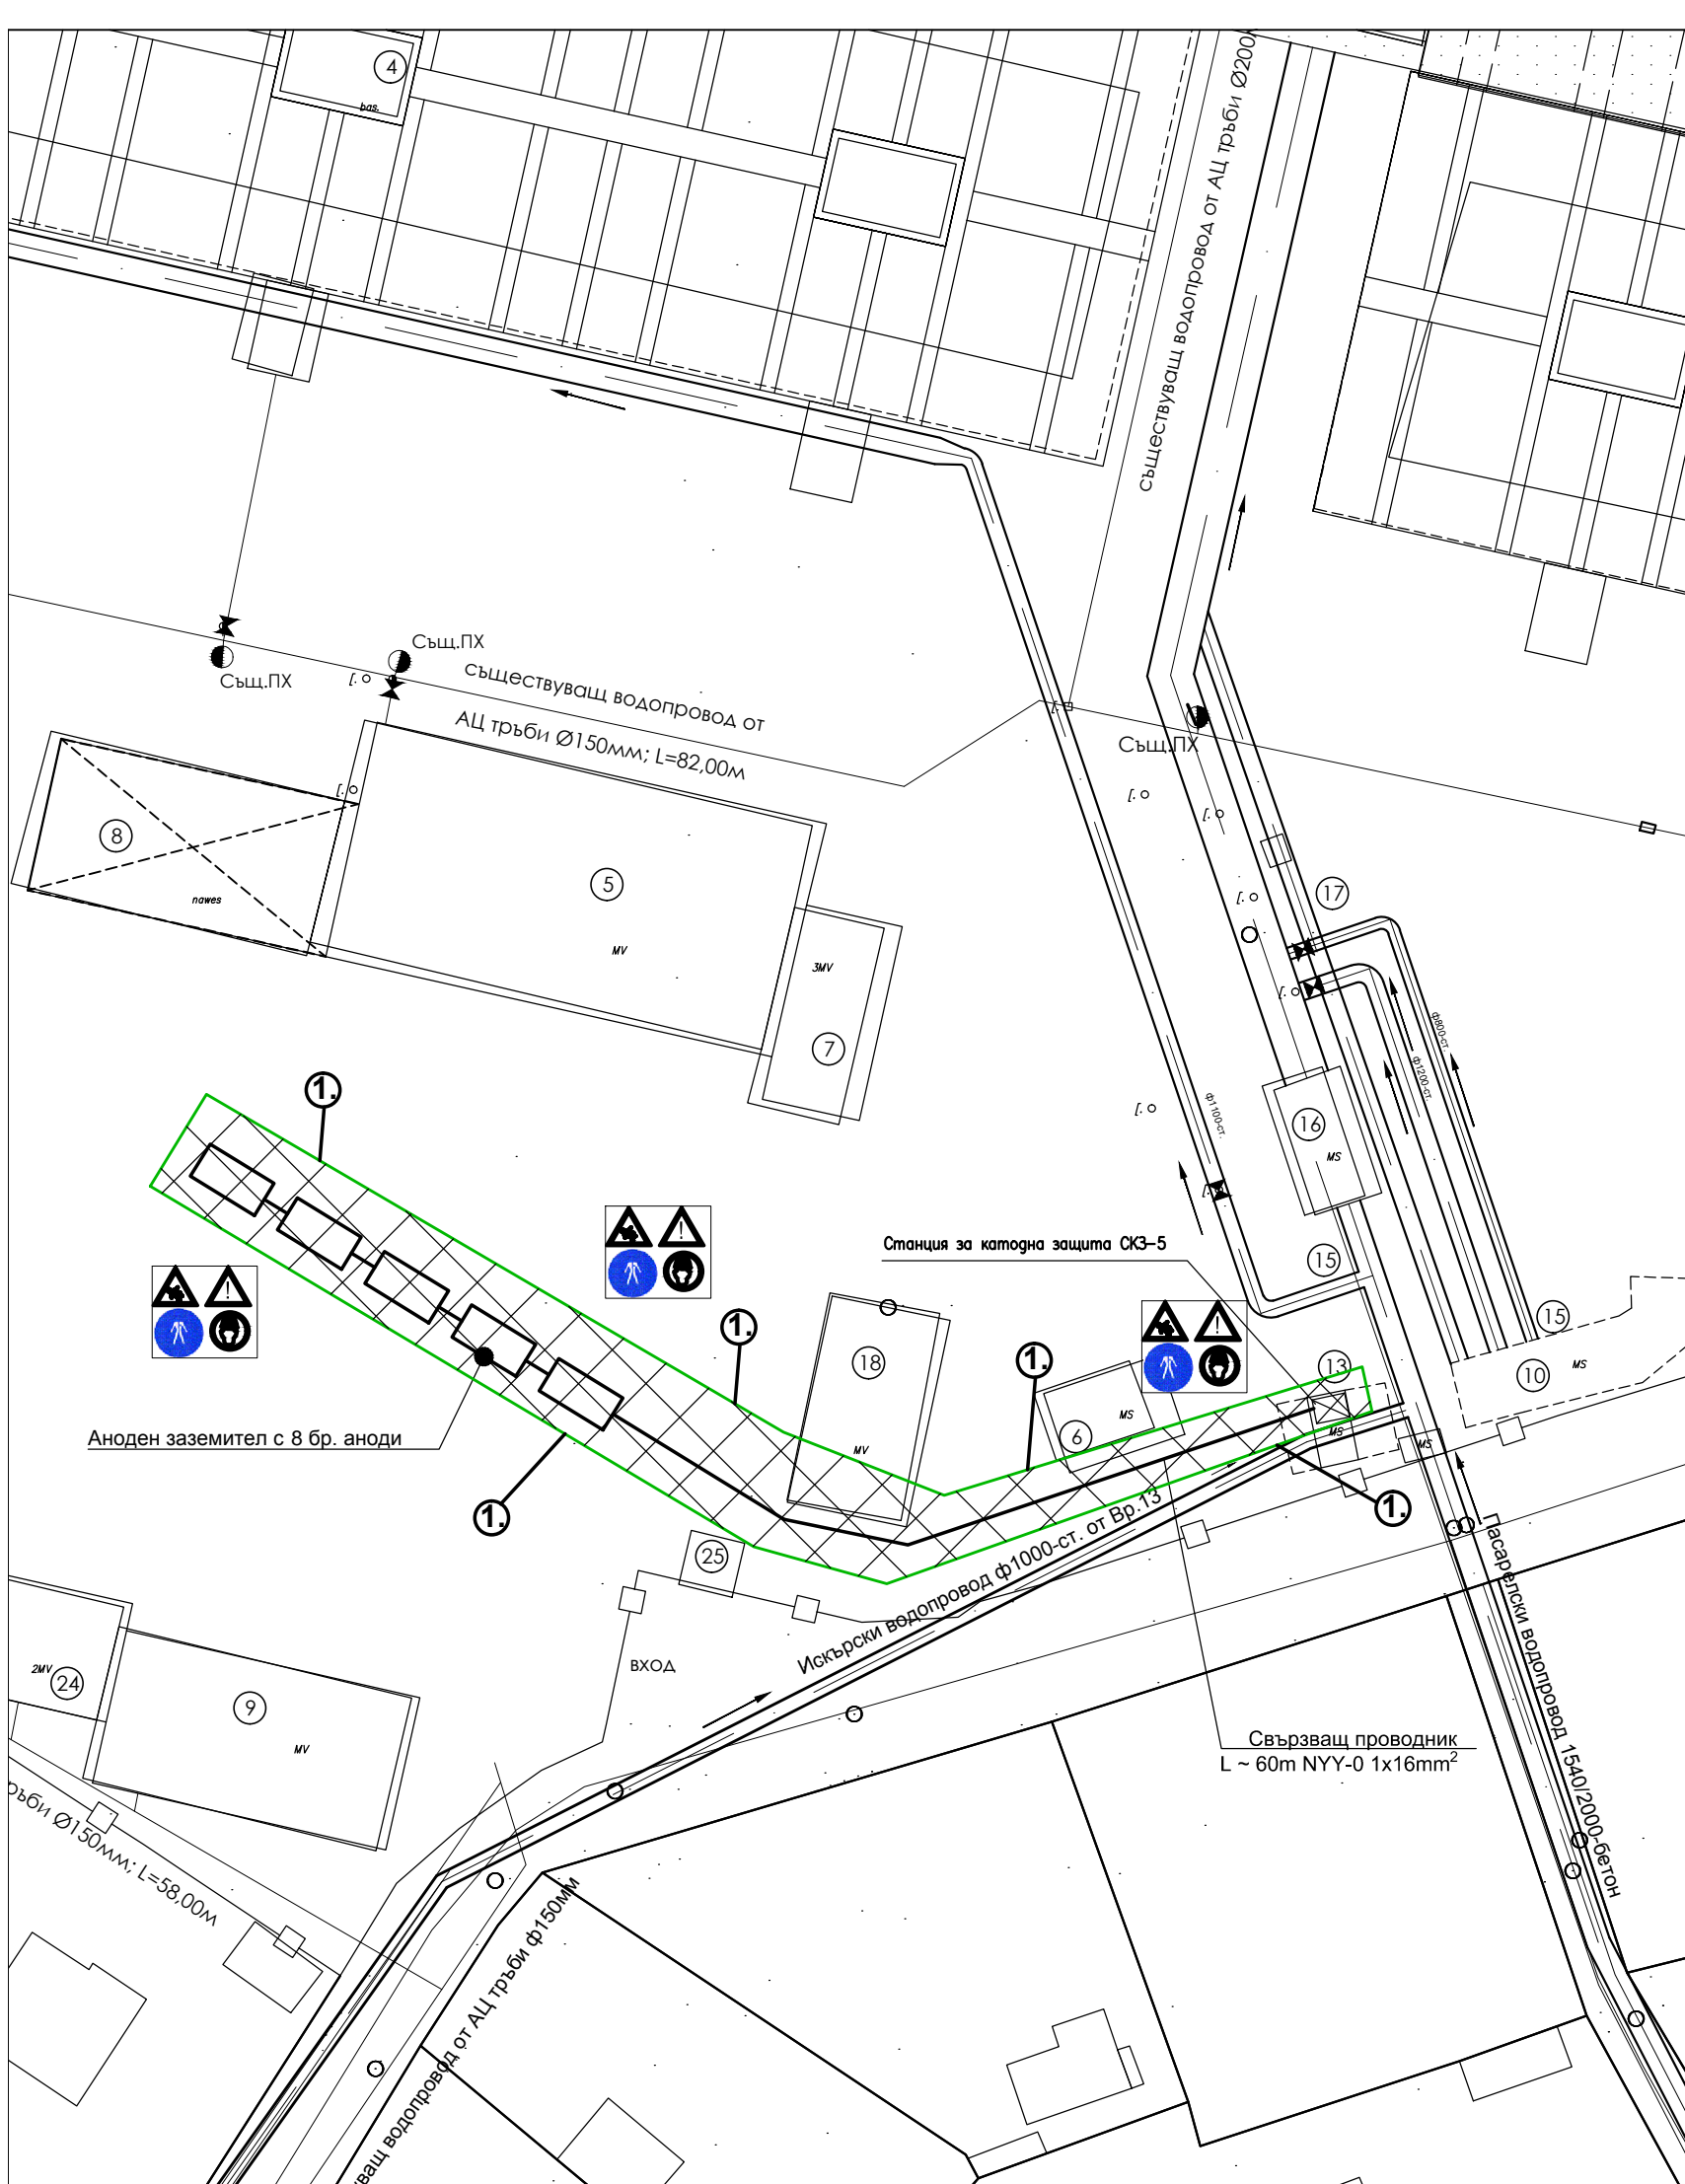 4
bas.
съществуващ водопровод от АЦ тръби Ø200
Същ.ПХ
Същ.ПХ
съществуващ водопровод от
АЦ тръби Ø150мм; L=82,00м
Същ.ПХ
8
nawes
5
MV
3MV
7
17
ф800-ст.
ф1200-ст.
ф1100-ст.
16
MS
1.
Станция за катодна защита СКЗ-5
15
15
10
MS
1.
1.
18
MV
13
6
MS
MS
MS
Аноден заземител с 8 бр. аноди
1.
1.
25
Искърски водопровод ф1000-ст. от Вр.13
Пасарелски водопровод 1540/2000-бетон
ВХОД
2MV
24
9
MV
Свързващ проводник
L ~ 60m NYY-0 1x16mm²
ръби Ø150мм; L=58,00м
ващ водопровод от АЦ тръби ф150мм